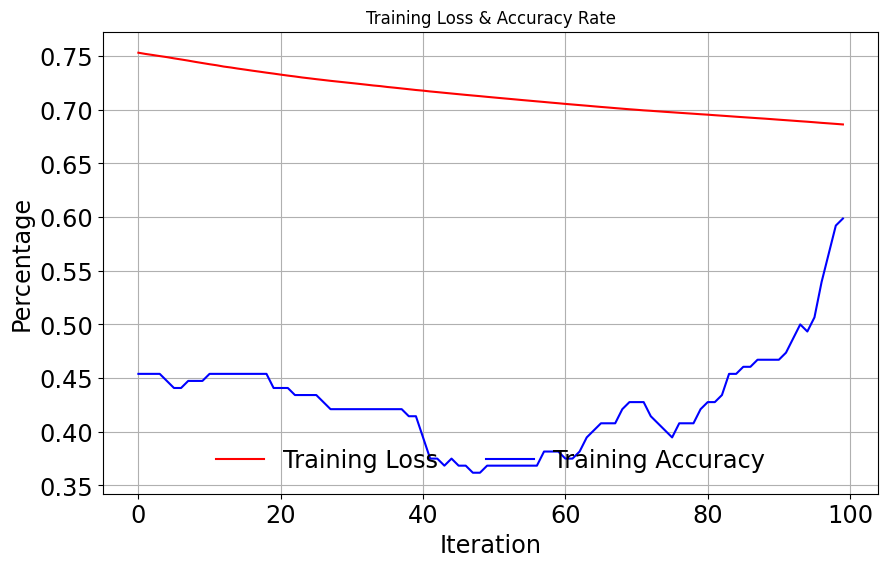 Training Loss & Accuracy Rate
0.75
0.70
0.65
0.60
0.55
0.50
0.45
0.40
0.35
Percentage
Training Loss Training Accuracy
0 20 40 60 80 100
Iteration